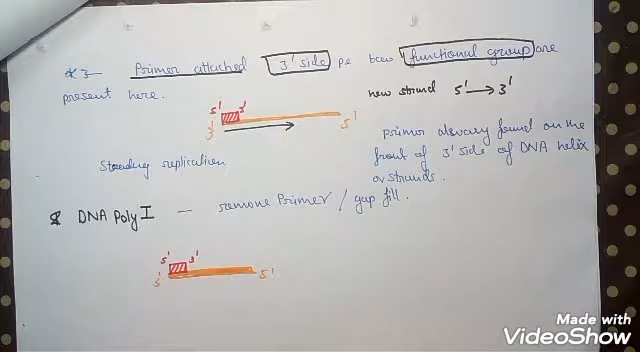 *3- Primer attached 3' side pe bcw functional group are
present here.
new strand 5' → 3'
5' 3'
3' 5'
primer always found on the
front of 3' side of DNA helix
or strands.
replication
* DNA Poly I — remove Primer / gap fill.
5' 3'
3' 5'
Made with
VideoShow